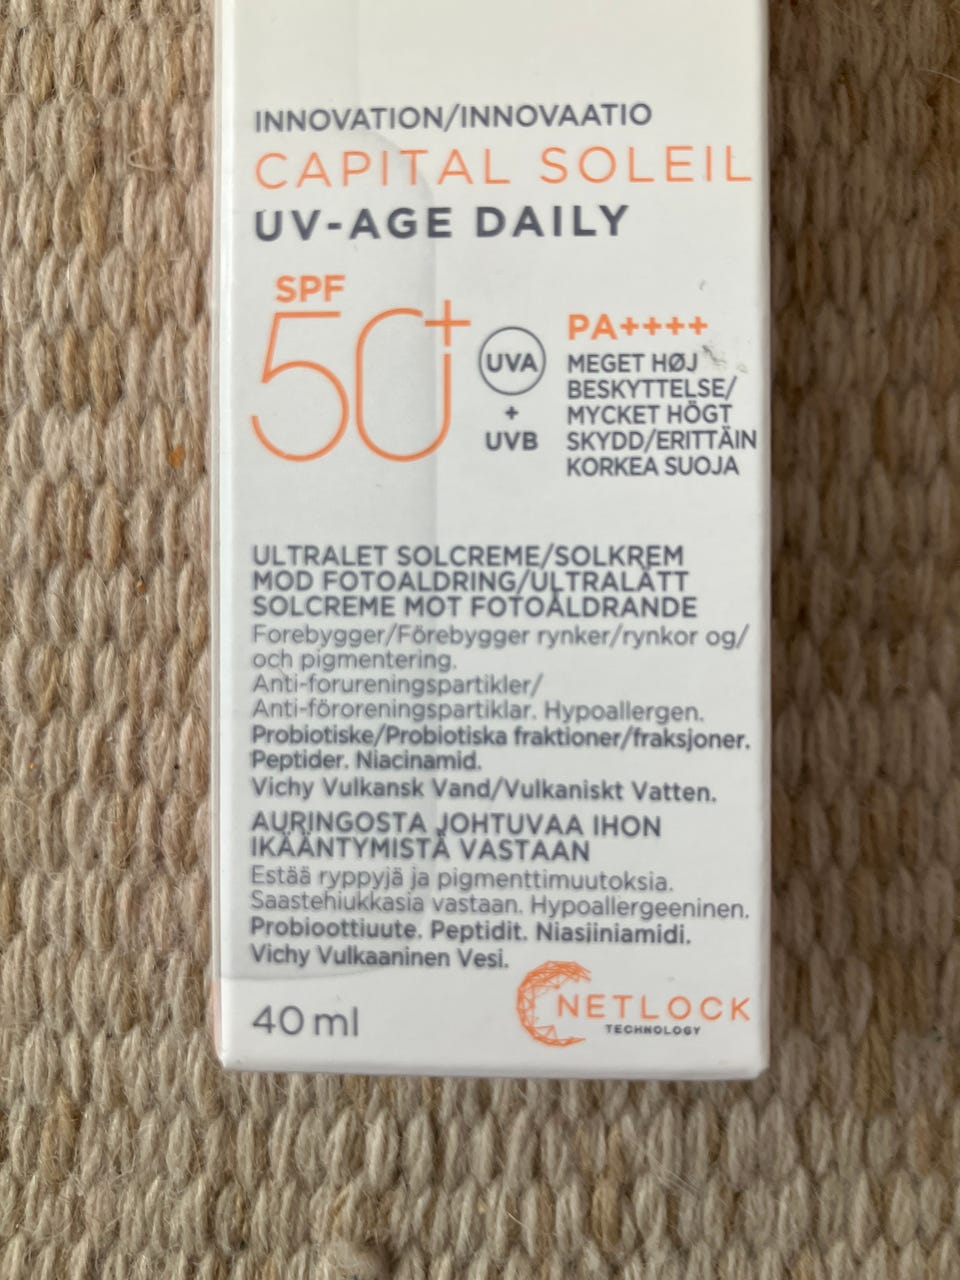 INNOVATION/INNOVAATIO
CAPITAL SOLEIL
UV-AGE DAILY
SPF
50+
UVA
+
UVB
PA++++
MEGET HØJ
BESKYTTELSE/
MYCKET HÖGT
SKYDD/ERITTÄIN
KORKEA SUOJA
ULTRALET SOLCREME/SOLKREM
MOD FOTOALDRING/ULTRALÄTT
SOLCREME MOT FOTOÅLDRANDE
Forebygger/Förebygger rynker/rynkor og/
och pigmentering.
Anti-forureningspartikler/
Anti-föroreningspartiklar. Hypoallergen.
Probiotiske/Probiotiska fraktioner/fraksjoner.
Peptider. Niacinamid.
Vichy Vulkansk Vand/Vulkaniskt Vatten.
AURINGOSTA JOHTUVAA IHON
IKÄÄNTYMISTÄ VASTAAN
Estää ryppyjä ja pigmenttimuutoksia.
Saastehiukkasia vastaan. Hypoallergeeninen.
Probioottiuute. Peptidit. Niasiiniamidi.
Vichy Vulkaaninen Vesi.
40 ml
NETLOCK
TECHNOLOGY